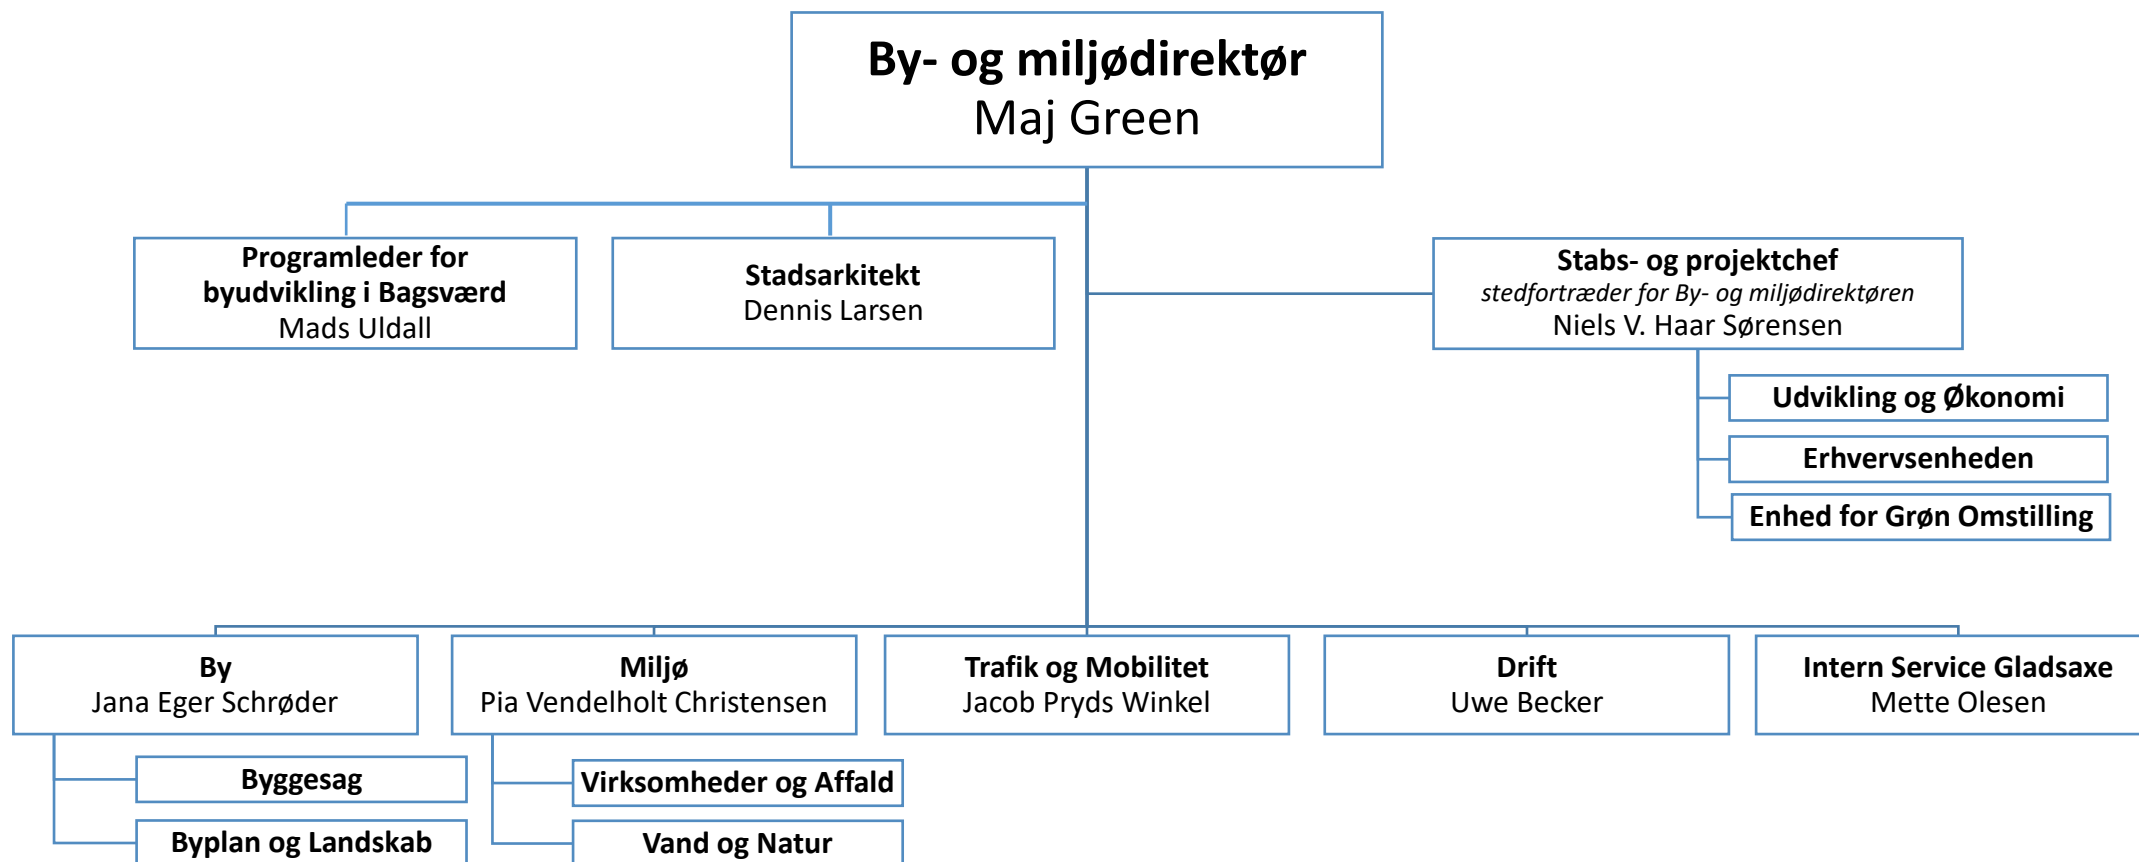 By- og miljødirektør
Maj Green
Programleder for
byudvikling i Bagsværd
Mads Uldall
Stadsarkitekt
Dennis Larsen
Stabs- og projektchef
stedfortræder for By- og miljødirektøren
Niels V. Haar Sørensen
Udvikling og Økonomi
Erhvervsenheden
Enhed for Grøn Omstilling
By
Jana Eger Schrøder
Byggesag
Byplan og Landskab
Miljø
Pia Vendelholt Christensen
Virksomheder og Affald
Vand og Natur
Trafik og Mobilitet
Jacob Pryds Winkel
Drift
Uwe Becker
Intern Service Gladsaxe
Mette Olesen